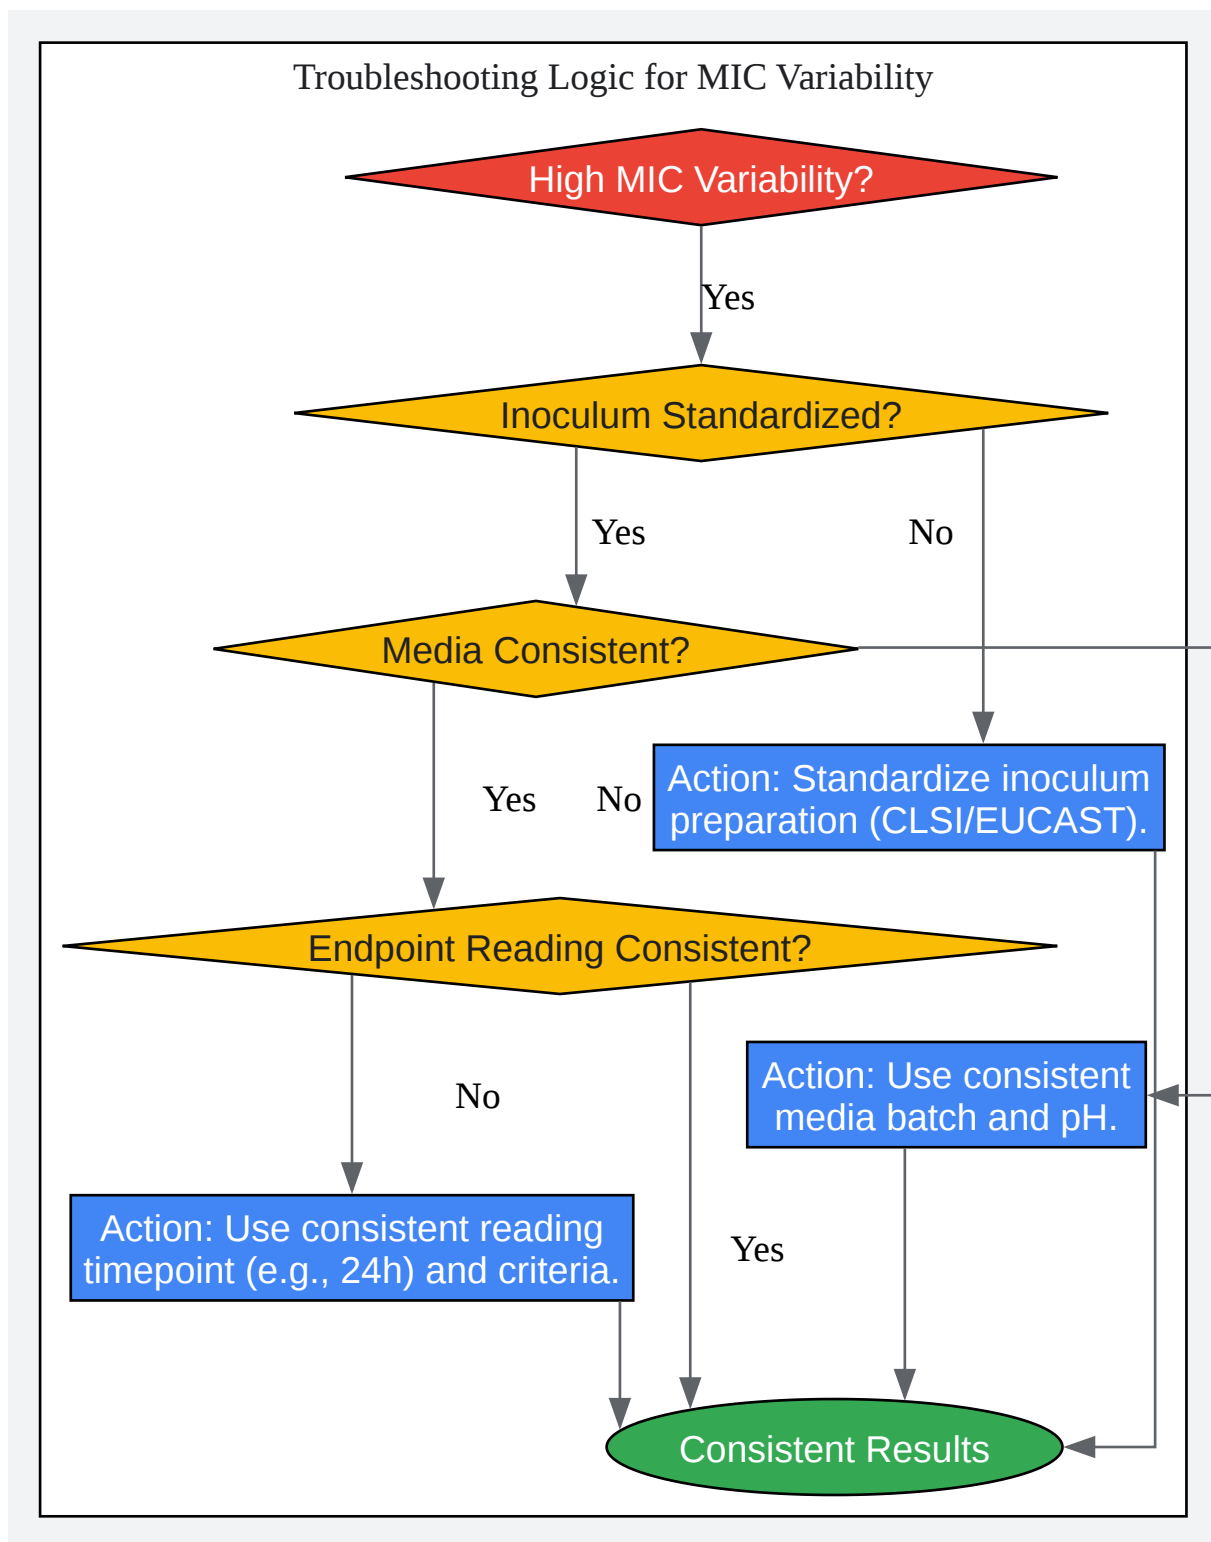 Troubleshooting Logic for MIC Variability
High MIC Variability?
Yes
Inoculum Standardized?
Yes
No
Media Consistent?
Yes
No
Action: Standardize inoculum
preparation (CLSI/EUCAST).
Endpoint Reading Consistent?
No
Action: Use consistent
media batch and pH.
Action: Use consistent reading
timepoint (e.g., 24h) and criteria.
Yes
Consistent Results